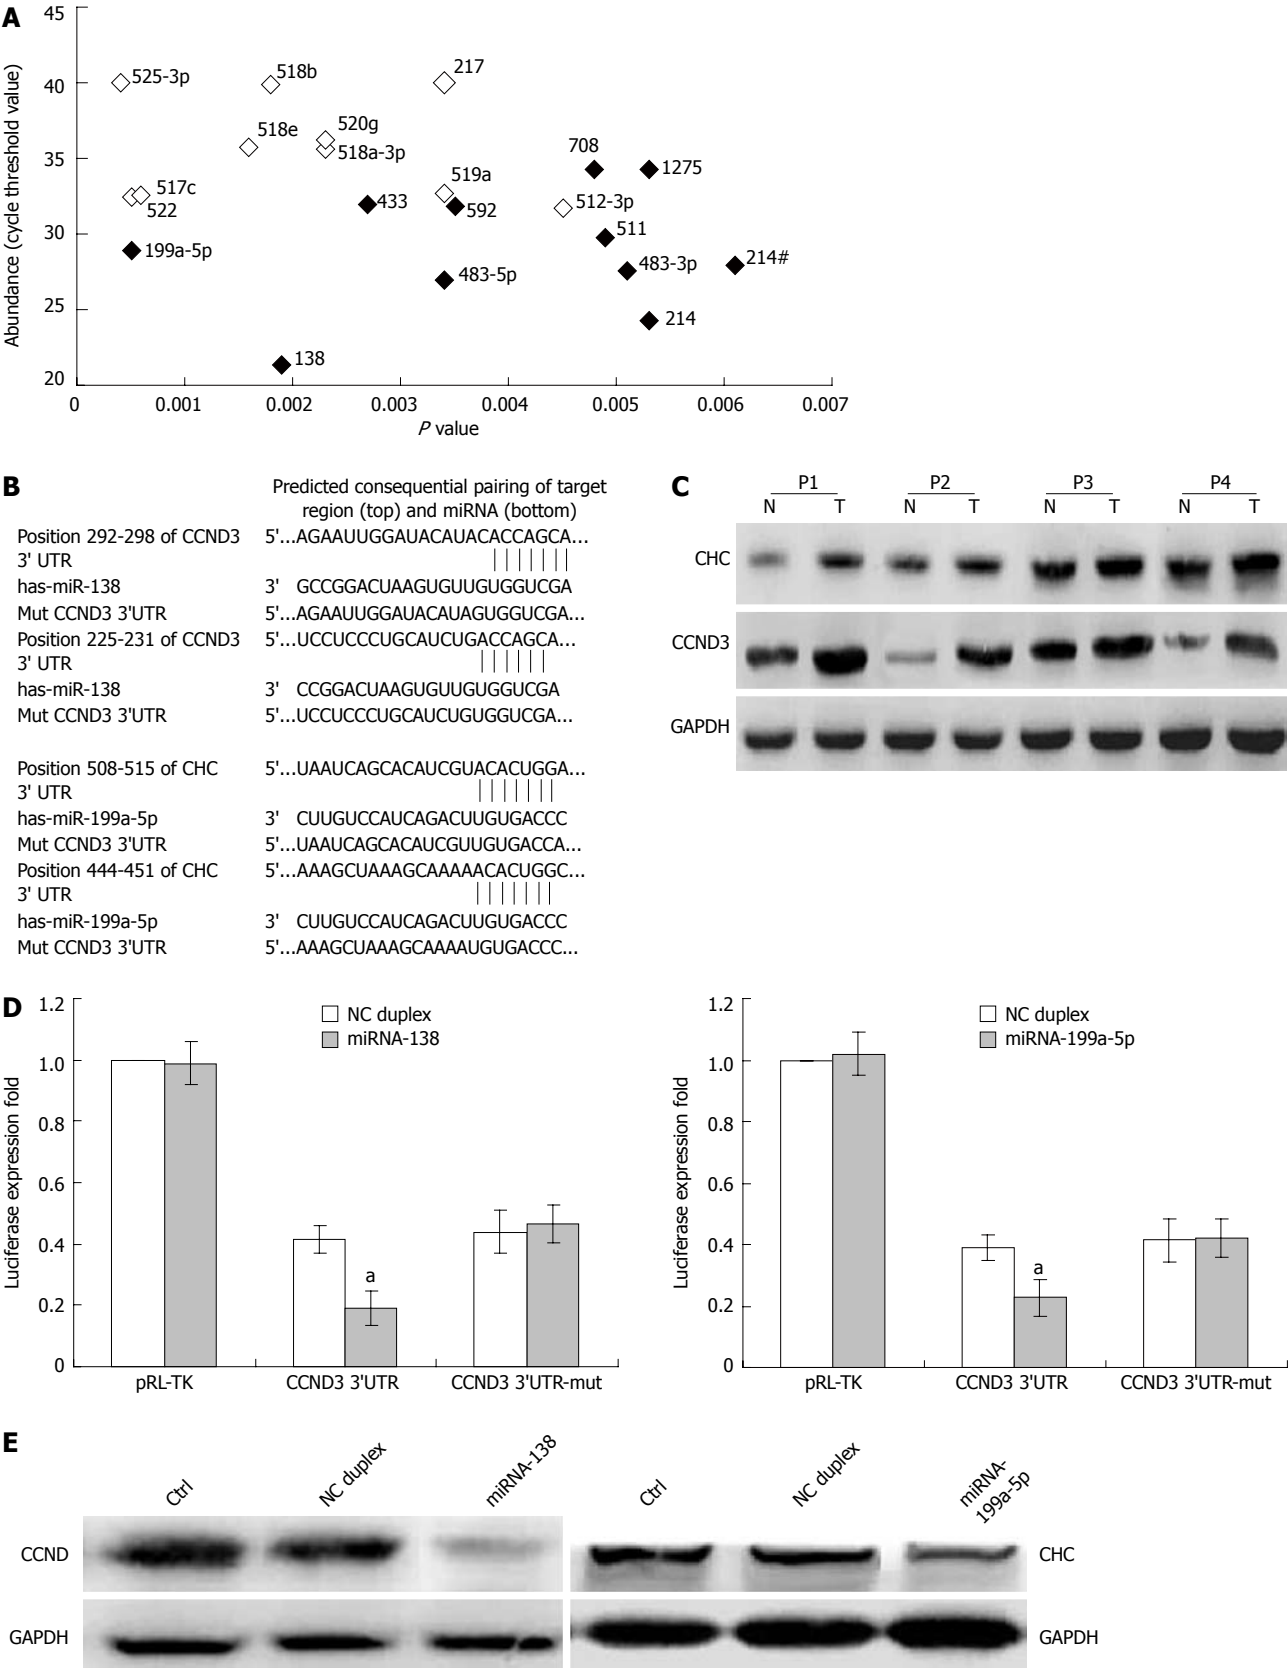 A
Abundance (cycle threshold value)
45
40
35
30
25
20
525-3p
518b
217
518e
520g
518a-3p
708
1275
517c
522
519a
433
592
512-3p
199a-5p
511
483-5p
483-3p
214#
214
138
0 0.001 0.002 0.003 0.004 0.005 0.006 0.007
P value
B
Predicted consequential pairing of target
region (top) and miRNA (bottom)
Position 292-298 of CCND3 5'...AGAAUUGGAUACAUACACCAGCA...
3' UTR
has-miR-138 3' GCCGGACUAAGUGUUGUGGUCGA
Mut CCND3 3'UTR 5'...AGAAUUGGAUACAUAGUGGUCGA...
Position 225-231 of CCND3 5'...UCCUCCCUGCAUCUGACCAGCA...
3' UTR
has-miR-138 3' CCGGACUAAGUGUUGUGGUCGA
Mut CCND3 3'UTR 5'...UCCUCCCUGCAUCUGUGGUCGA...
Position 508-515 of CHC 5'...UAAUCAGCACAUCGUACACUGGA...
3' UTR
has-miR-199a-5p 3' CUUGUCCAUCAGACUUGUGACCC
Mut CCND3 3'UTR 5'...UAAUCAGCACAUCGUUGUGACCA...
Position 444-451 of CHC 5'...AAAGCUAAAGCAAAAACACUGGC...
3' UTR
has-miR-199a-5p 3' CUUGUCCAUCAGACUUGUGACCC
Mut CCND3 3'UTR 5'...AAAGCUAAAGCAAAAUGUGACCC...
C
P1 P2 P3 P4
N T N T N T N T
CHC
CCND3
GAPDH
D
Luciferase expression fold
1.2
1.0
0.8
0.6
0.4
0.2
0
NC duplex
miRNA-138
a
pRL-TK CCND3 3'UTR CCND3 3'UTR-mut
Luciferase expression fold
1.2
1.0
0.8
0.6
0.4
0.2
0
NC duplex
miRNA-199a-5p
a
pRL-TK CCND3 3'UTR CCND3 3'UTR-mut
E
Ctrl
NC duplex
miRNA-138
Ctrl
NC duplex
miRNA-
199a-5p
CCND
CHC
GAPDH
GAPDH